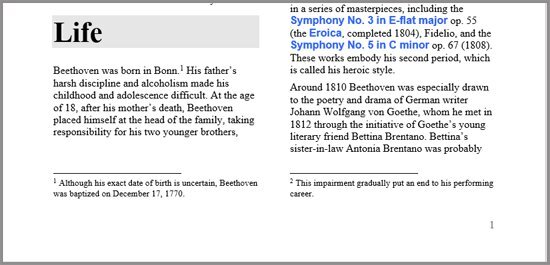 Life
Beethoven was born in Bonn.1 His father's
harsh discipline and alcoholism made his
childhood and adolescence difficult. At the age
of 18, after his mother's death, Beethoven
placed himself at the head of the family, taking
responsibility for his two younger brothers,
1 Although his exact date of birth is uncertain, Beethoven
was baptized on December 17, 1770.
in a series of masterpieces, including the
Symphony No. 3 in E-flat major op. 55
(the Eroica, completed 1804), Fidelio, and the
Symphony No. 5 in C minor op. 67 (1808).
These works embody his second period, which
is called his heroic style.
Around 1810 Beethoven was especially drawn
to the poetry and drama of German writer
Johann Wolfgang von Goethe, whom he met in
1812 through the initiative of Goethe's young
literary friend Bettina Brentano. Bettina's
sister-in-law Antonia Brentano was probably
2 This impairment gradually put an end to his performing
career.
1